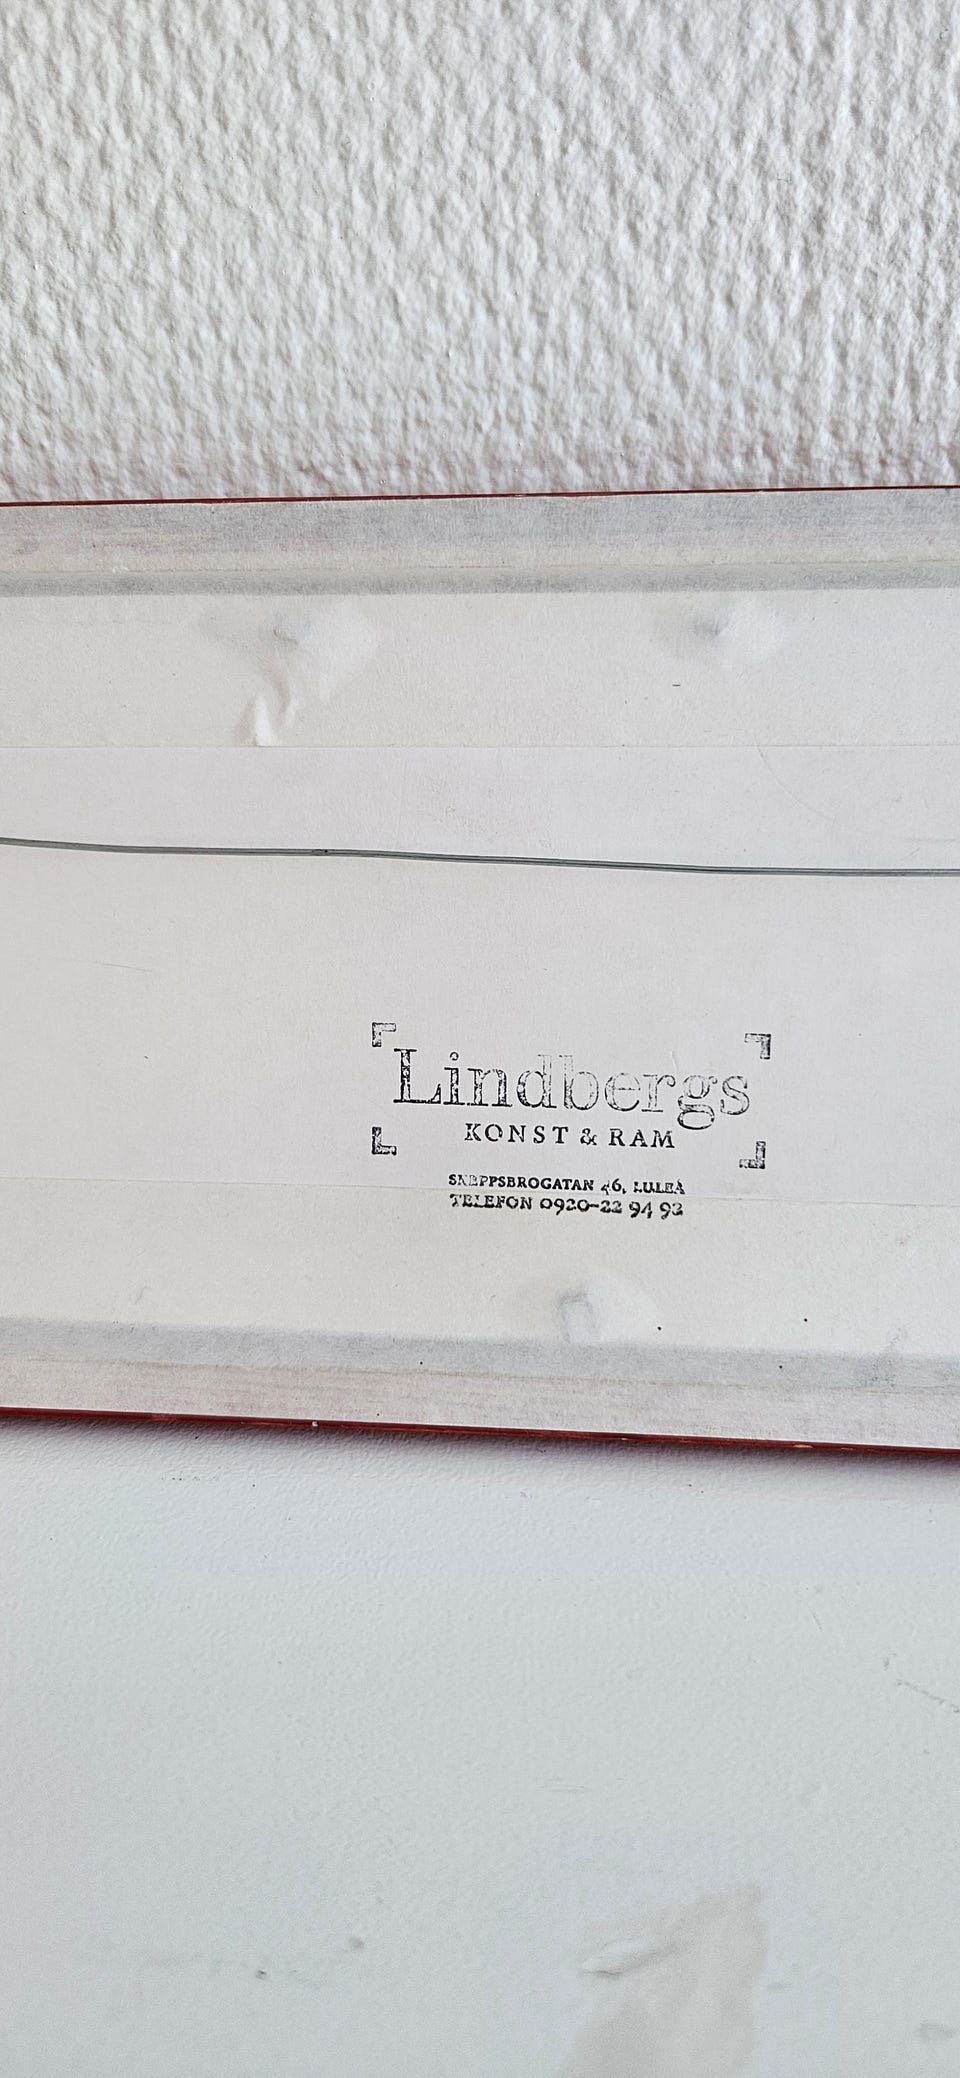 Lindbergs
KONST & RAM
SKEPPSBROGATAN 46, LULEÅ
TELEFON 0920-22 94 92